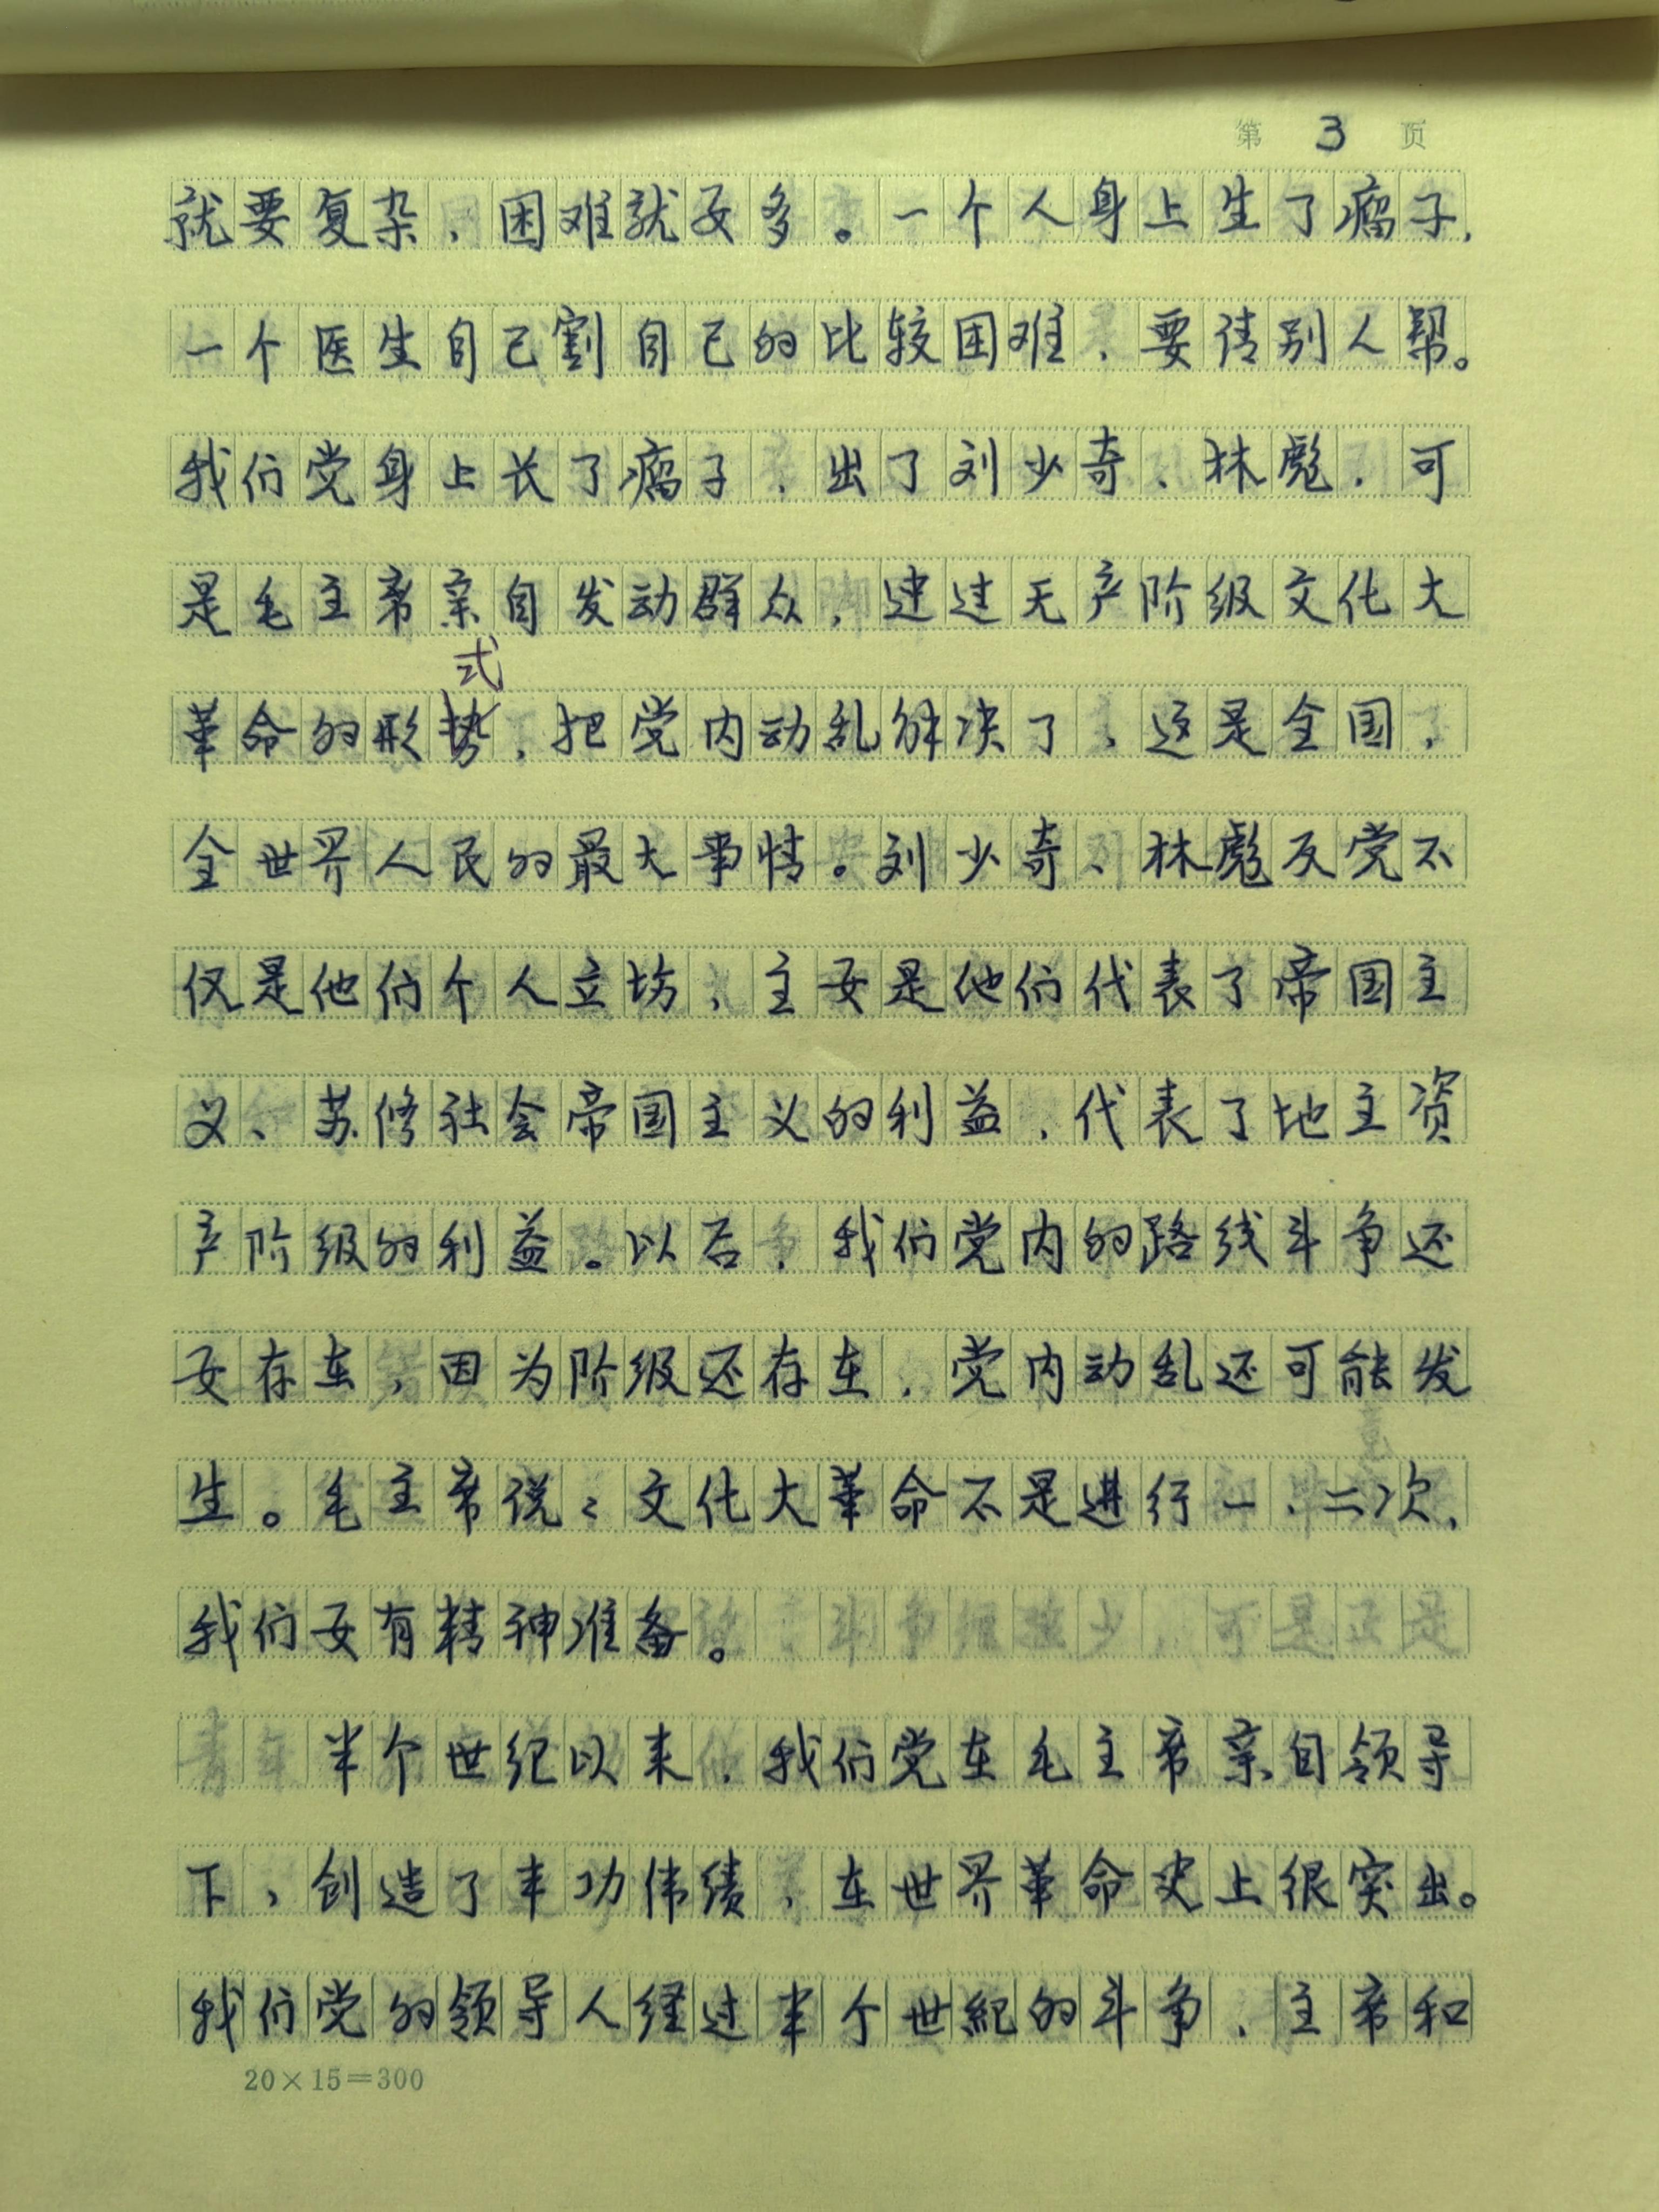 第 3 页
就要复杂，困难就要多。一个人身上生了瘤子，
一个医生自己割自己的比较困难，要请别人帮。
我们党身上长了瘤子，出了刘少奇、林彪，可
是毛主席亲自发动群众，通过无产阶级文化大
式
革命的形势，把党内动乱解决了，这是全国，
全世界人民的最大事情。刘少奇、林彪反党不
仅是他们个人立场，主要是他们代表了帝国主
义、苏修社会帝国主义的利益，代表了地主资
产阶级的利益。以后，我们党内的路线斗争还
要存在，因为阶级还存在，党内动乱还可能发
生。毛主席说：文化大革命不是进行一、二次，
我们要有精神准备。
半个世纪以来，我们党在毛主席亲自领导
下，创造了丰功伟绩，在世界革命史上很突出。
我们党的领导人经过半个世紀的斗争，主席和
20×15=300